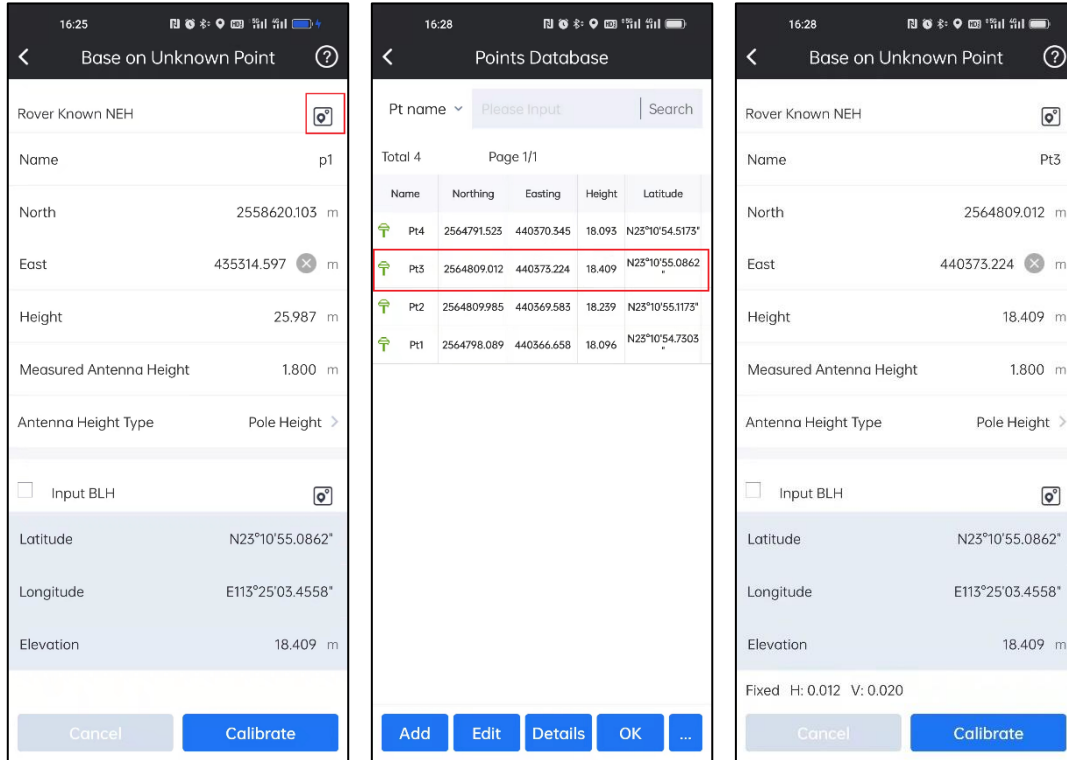 16:25
Base on Unknown Point
Rover Known NEH
Name p1
North 2558620.103 m
East 435314.597 m
Height 25.987 m
Measured Antenna Height 1.800 m
Antenna Height Type Pole Height >
Input BLH
Latitude N23°10'55.0862"
Longitude E113°25'03.4558"
Elevation 18.409 m
Cancel Calibrate
16:28
Points Database
Pt name Please Input Search
Total 4 Page 1/1
Name Northing Easting Height Latitude
Pt4 2564791.523 440370.345 18.093 N23°10'54.5173"
Pt3 2564809.012 440373.224 18.409 N23°10'55.0862"
Pt2 2564809.985 440369.583 18.239 N23°10'55.1173"
Pt1 2564798.089 440366.658 18.096 N23°10'54.7303"
Add Edit Details OK ...
16:28
Base on Unknown Point
Rover Known NEH
Name Pt3
North 2564809.012 m
East 440373.224 m
Height 18.409 m
Measured Antenna Height 1.800 m
Antenna Height Type Pole Height >
Input BLH
Latitude N23°10'55.0862"
Longitude E113°25'03.4558"
Elevation 18.409 m
Fixed H: 0.012 V: 0.020
Cancel Calibrate